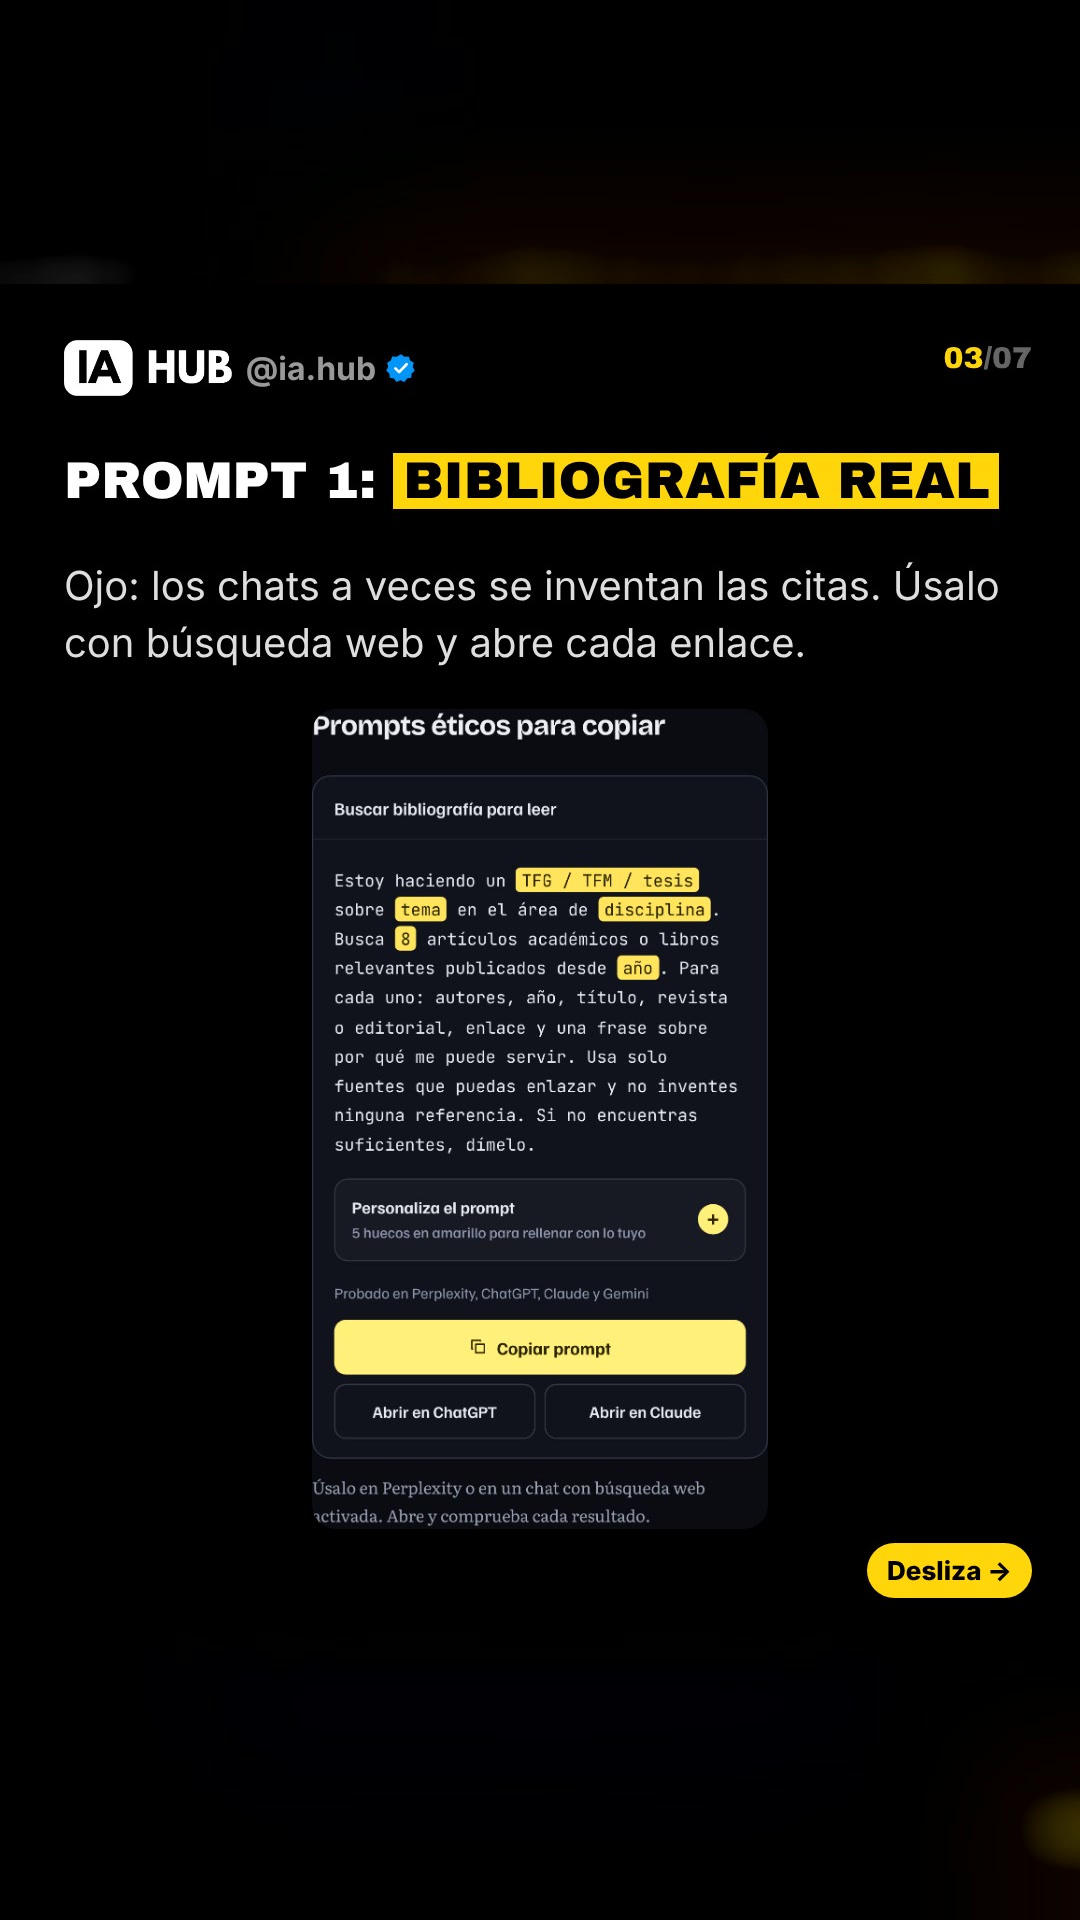 IA HUB @ia.hub
03/07
PROMPT 1: BIBLIOGRAFÍA REAL
Ojo: los chats a veces se inventan las citas. Úsalo
con búsqueda web y abre cada enlace.
Prompts éticos para copiar
Buscar bibliografía para leer
Estoy haciendo un TFG / TFM / tesis
sobre tema en el área de disciplina.
Busca 8 artículos académicos o libros
relevantes publicados desde año. Para
cada uno: autores, año, título, revista
o editorial, enlace y una frase sobre
por qué me puede servir. Usa solo
fuentes que puedas enlazar y no inventes
ninguna referencia. Si no encuentras
suficientes, dímelo.
Personaliza el prompt
5 huecos en amarillo para rellenar con lo tuyo
+
Probado en Perplexity, ChatGPT, Claude y Gemini
Copiar prompt
Abrir en ChatGPT
Abrir en Claude
Úsalo en Perplexity o en un chat con búsqueda web
activada. Abre y comprueba cada resultado.
Desliza →